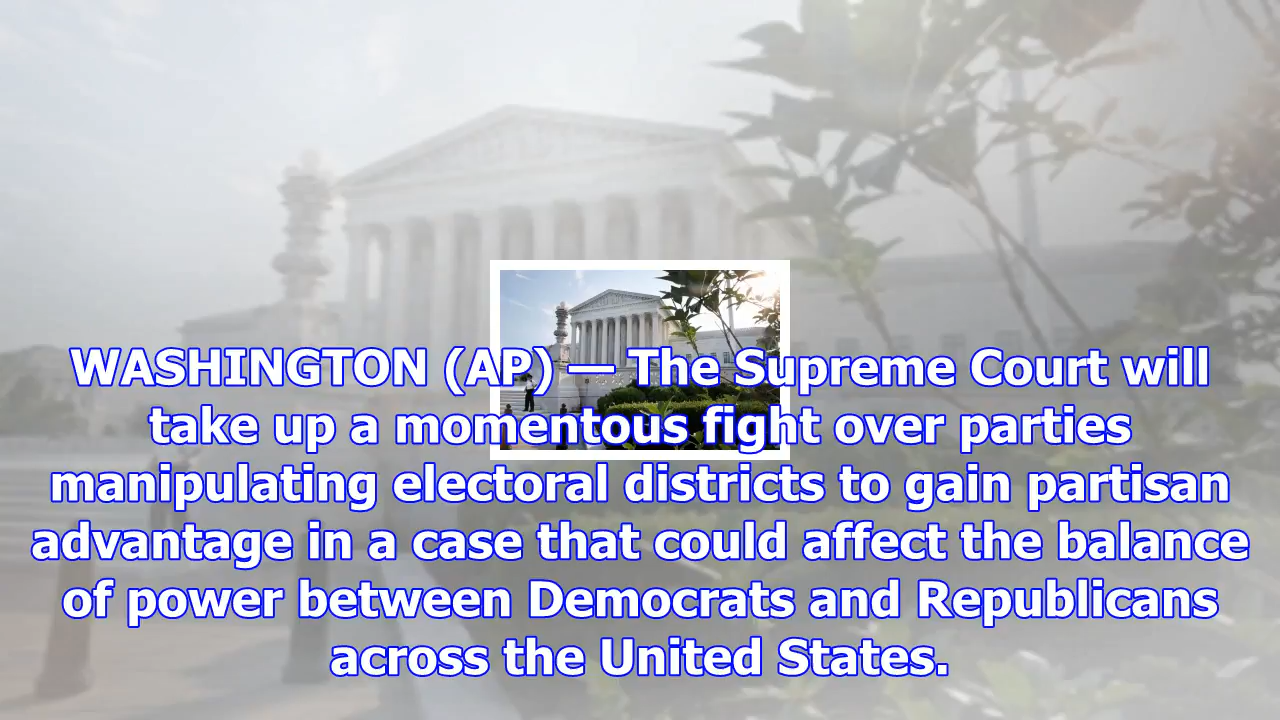 WASHINGTON (AP) — The Supreme Court will
take up a momentous fight over parties
manipulating electoral districts to gain partisan
advantage in a case that could affect the balance
of power between Democrats and Republicans
across the United States.